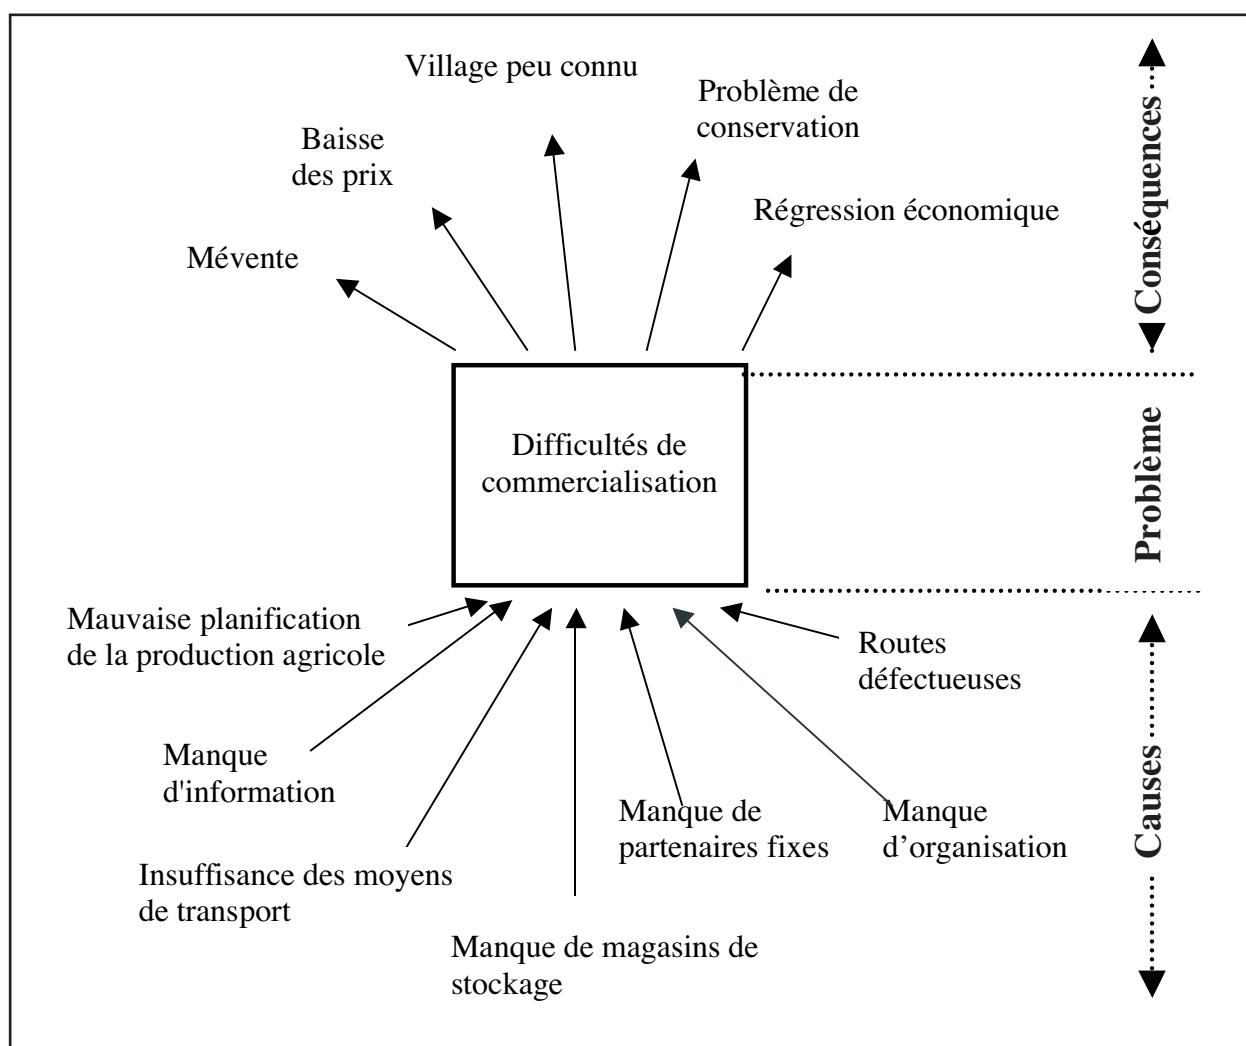 Village peu connu
Problème de
conservation
Baisse
des prix
Régression économique
Mévente
Conséquences
Difficultés de
commercialisation
Problème
Mauvaise planification
de la production agricole
Routes
défectueuses
Manque
d'information
Manque de
partenaires fixes
Manque
d’organisation
Insuffisance des moyens
de transport
Manque de magasins de
stockage
Causes